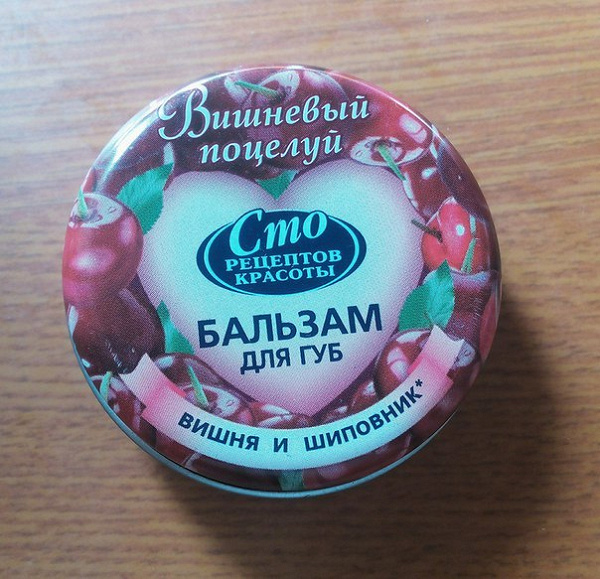 Вишневый
поцелуй
Сто
РЕЦЕПТОВ
КРАСОТЫ
БАЛЬЗАМ
ДЛЯ ГУБ
ВИШНЯ И ШИПОВНИК*